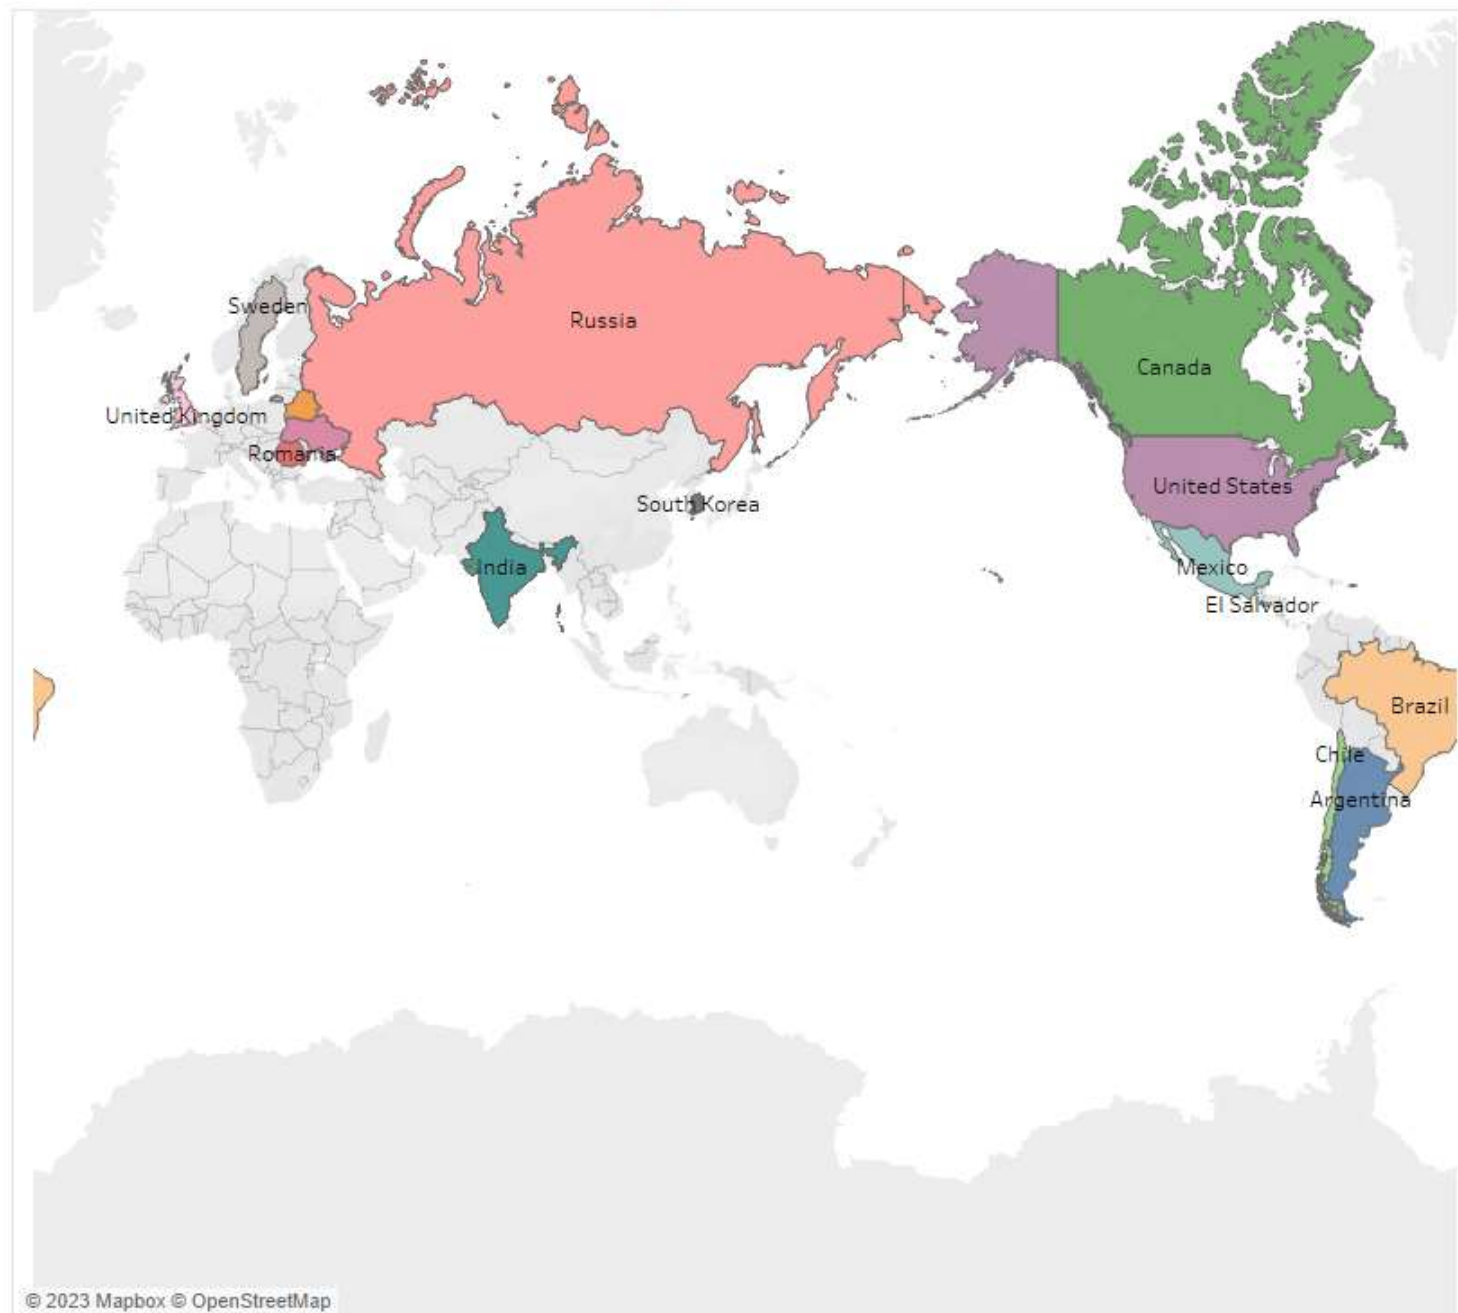 Sweden
Russia
Canada
United Kingdom
Romania
United States
South Korea
India
Mexico
El Salvador
Brazil
Chile
Argentina
© 2023 Mapbox © OpenStreetMap